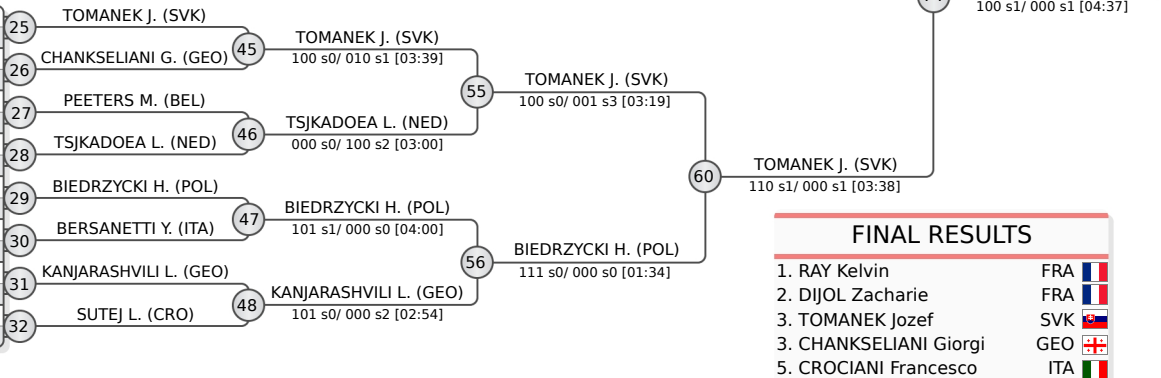 100 s1/ 000 s1 [04:37]
25
TOMANEK J. (SVK)
26
CHANKSELIANI G. (GEO)
45
TOMANEK J. (SVK)
100 s0/ 010 s1 [03:39]
27
PEETERS M. (BEL)
28
TSJKADOEA L. (NED)
46
TSJKADOEA L. (NED)
000 s0/ 100 s2 [03:00]
55
TOMANEK J. (SVK)
100 s0/ 001 s3 [03:19]
29
BIEDRZYCKI H. (POL)
30
BERSANETTI Y. (ITA)
47
BIEDRZYCKI H. (POL)
101 s1/ 000 s0 [04:00]
31
KANJARASHVILI L. (GEO)
32
SUTEJ L. (CRO)
48
KANJARASHVILI L. (GEO)
101 s0/ 000 s2 [02:54]
56
BIEDRZYCKI H. (POL)
111 s0/ 000 s0 [01:34]
60
TOMANEK J. (SVK)
110 s1/ 000 s1 [03:38]
FINAL RESULTS
1. RAY Kelvin FRA
2. DIJOL Zacharie FRA
3. TOMANEK Jozef SVK
3. CHANKSELIANI Giorgi GEO
5. CROCIANI Francesco ITA